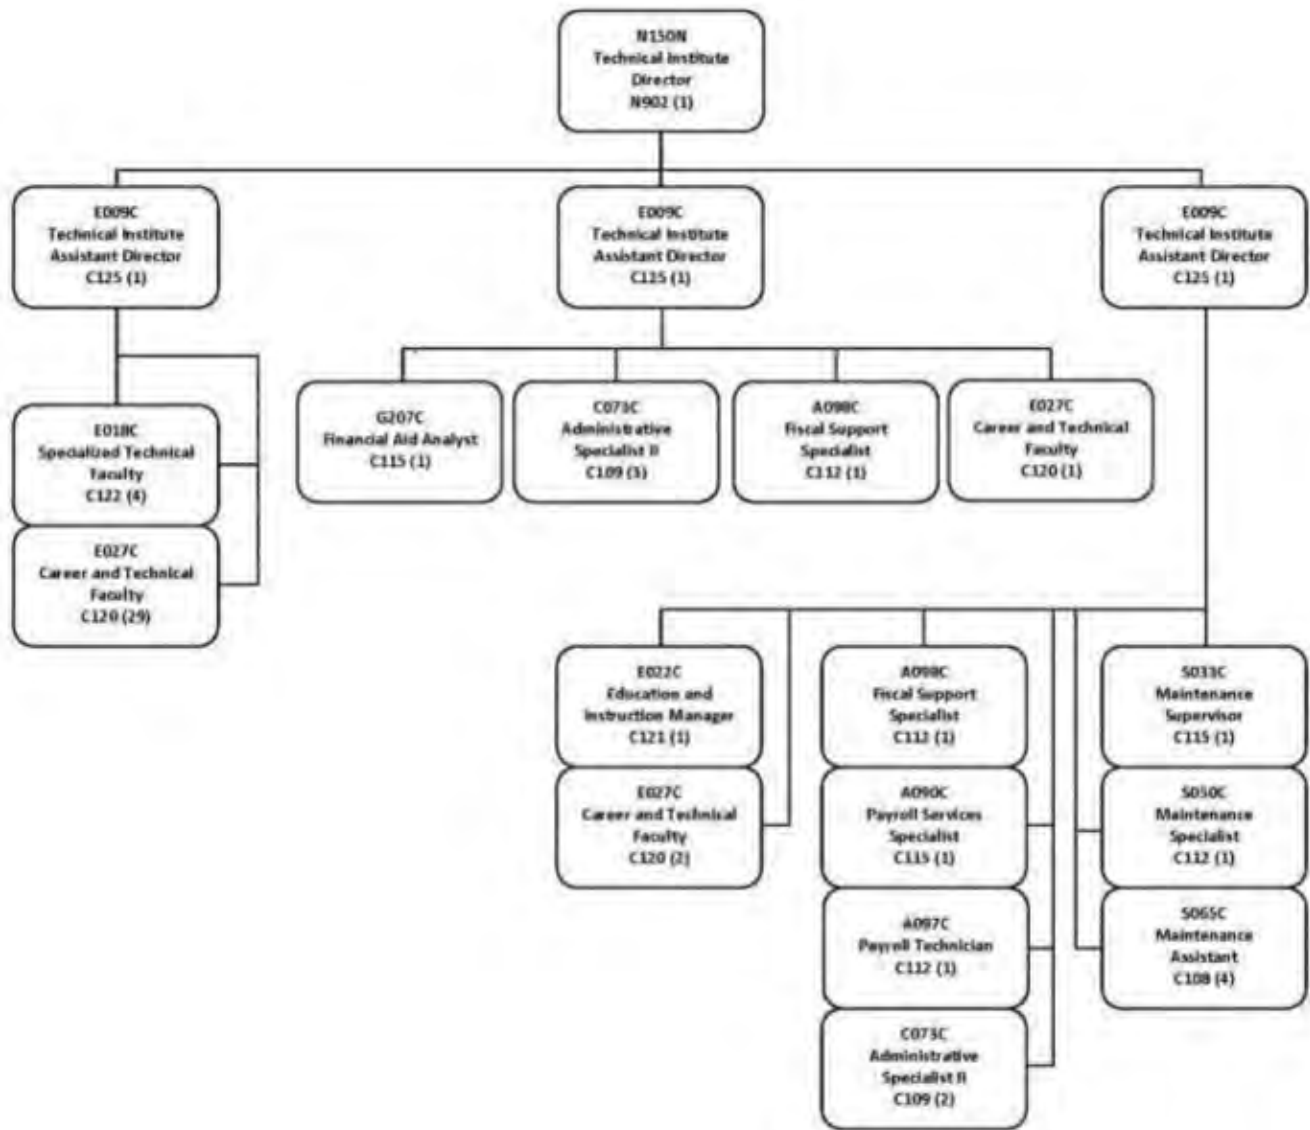 N150N
Technical Institute
Director
N902 (1)
E009C
Technical Institute
Assistant Director
C125 (1)
E009C
Technical Institute
Assistant Director
C125 (1)
E009C
Technical Institute
Assistant Director
C125 (1)
E018C
Specialized Technical
Faculty
C122 (4)
E027C
Career and Technical
Faculty
C120 (29)
G207C
Financial Aid Analyst
C115 (1)
C073C
Administrative
Specialist II
C109 (5)
A098C
Fiscal Support
Specialist
C112 (1)
E027C
Career and Technical
Faculty
C120 (1)
E022C
Education and
Instruction Manager
C121 (1)
E027C
Career and Technical
Faculty
C120 (2)
A098C
Fiscal Support
Specialist
C112 (1)
A090C
Payroll Services
Specialist
C115 (1)
A097C
Payroll Technician
C112 (1)
C073C
Administrative
Specialist II
C109 (2)
S031C
Maintenance
Supervisor
C115 (1)
S050C
Maintenance
Specialist
C112 (1)
S065C
Maintenance
Assistant
C108 (4)